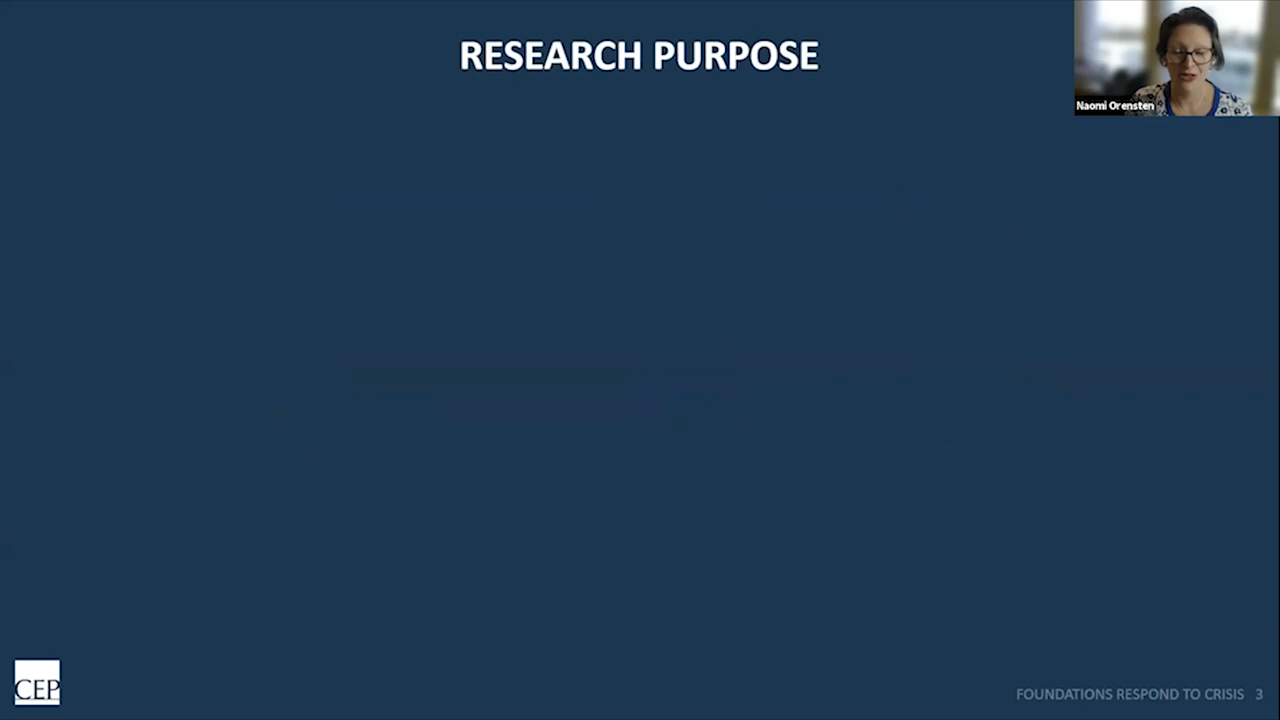 RESEARCH PURPOSE
Naomi Orensten
CEP
FOUNDATIONS RESPOND TO CRISIS 3